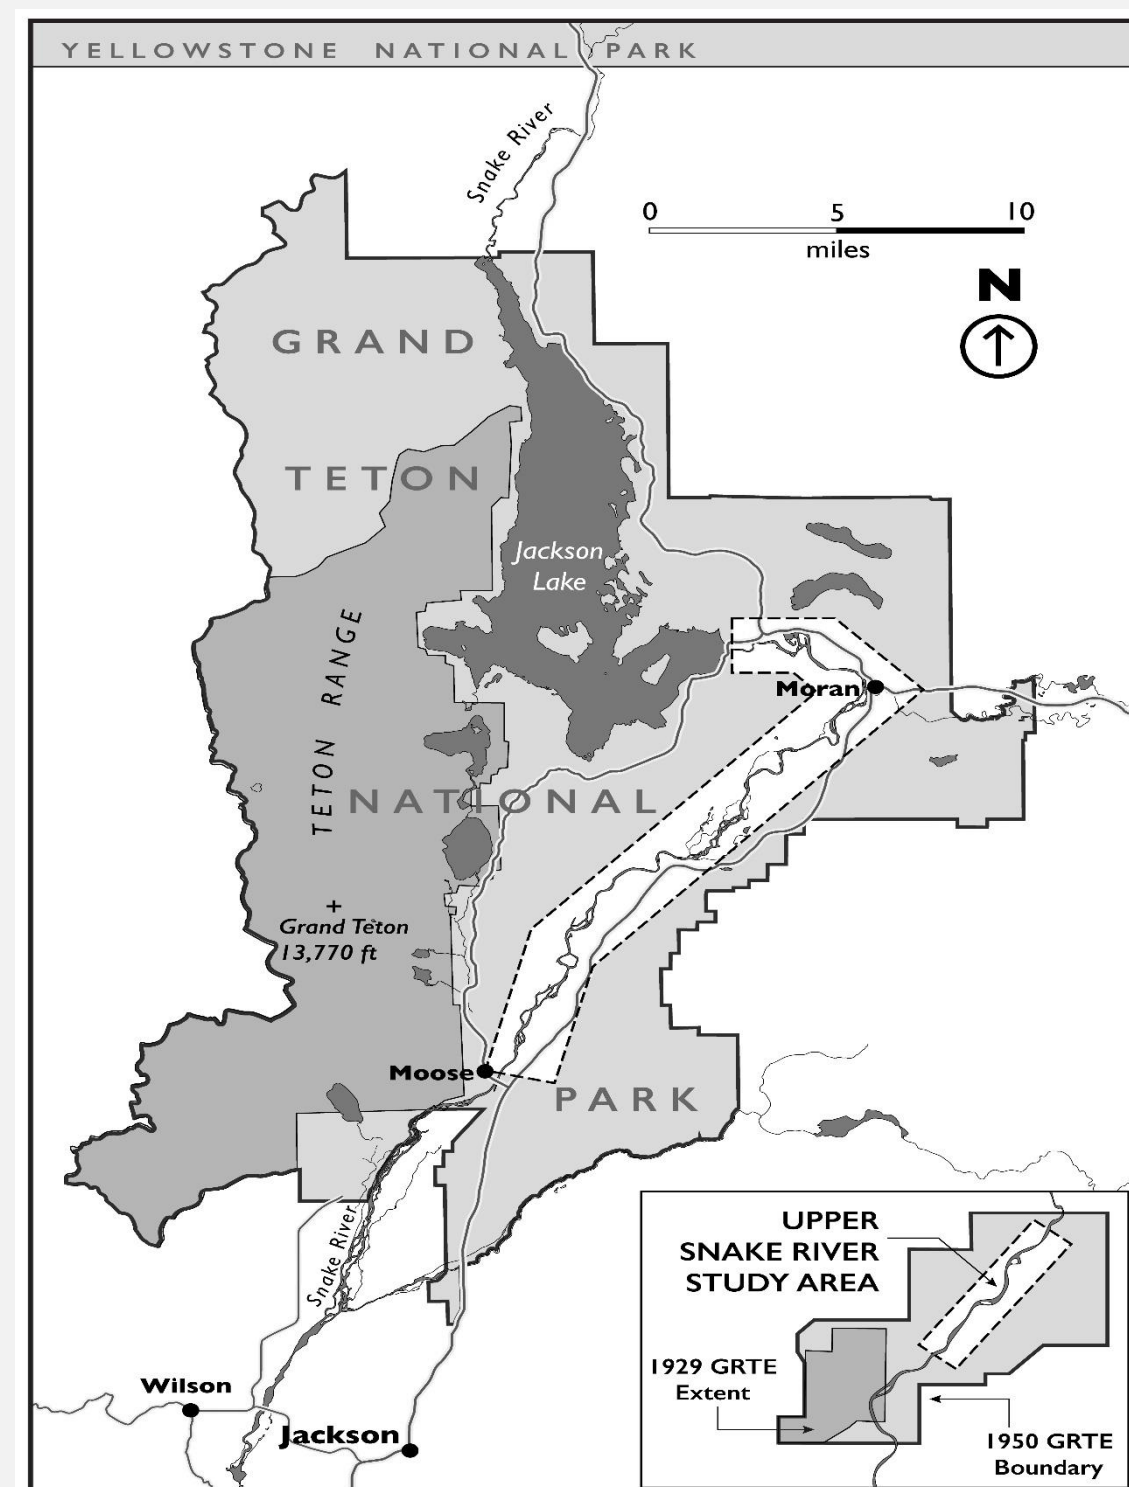 YELLOWSTONE NATIONAL PARK
Snake River
0 5 10
miles
N
GRAND
TETON
Jackson
Lake
TETON RANGE
Moran
NATIONAL
Grand Teton
13,770 ft
Moose
PARK
Snake River
UPPER
SNAKE RIVER
STUDY AREA
1929 GRTE
Extent
1950 GRTE
Boundary
Wilson
Jackson